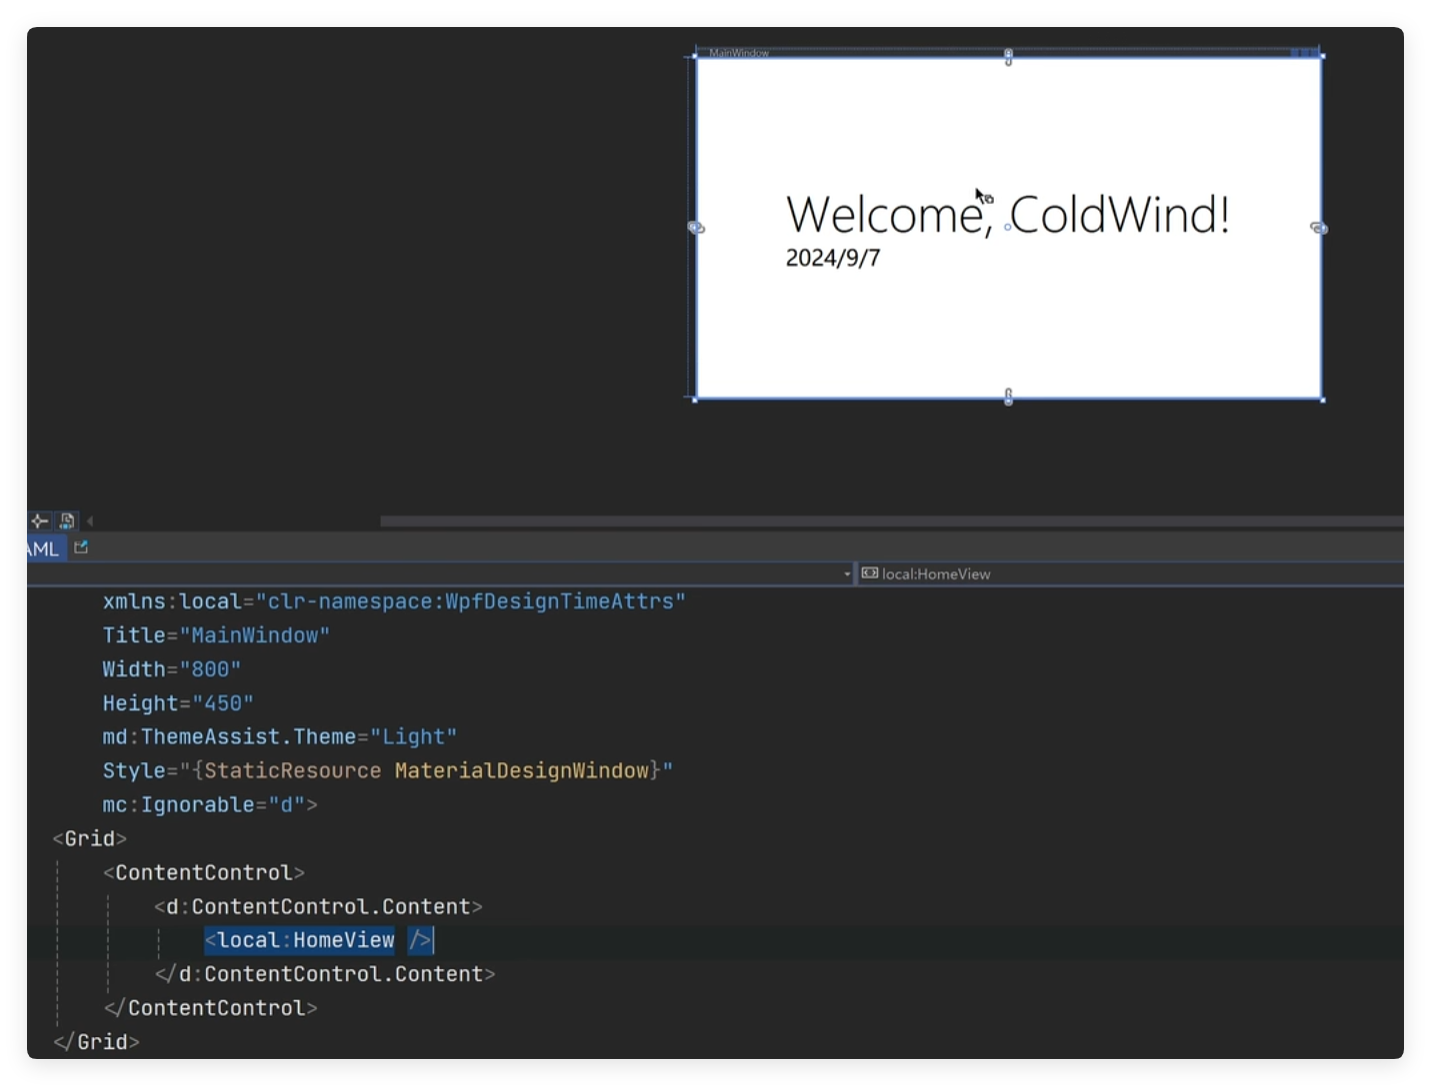 MainWindow
Welcome, ColdWind!
2024/9/7
AML
local:HomeView
xmlns:local="clr-namespace:WpfDesignTimeAttrs"
Title="MainWindow"
Width="800"
Height="450"
md:ThemeAssist.Theme="Light"
Style="{StaticResource MaterialDesignWindow}"
mc:Ignorable="d">
<Grid>
<ContentControl>
<d:ContentControl.Content>
<local:HomeView />
</d:ContentControl.Content>
</ContentControl>
</Grid>